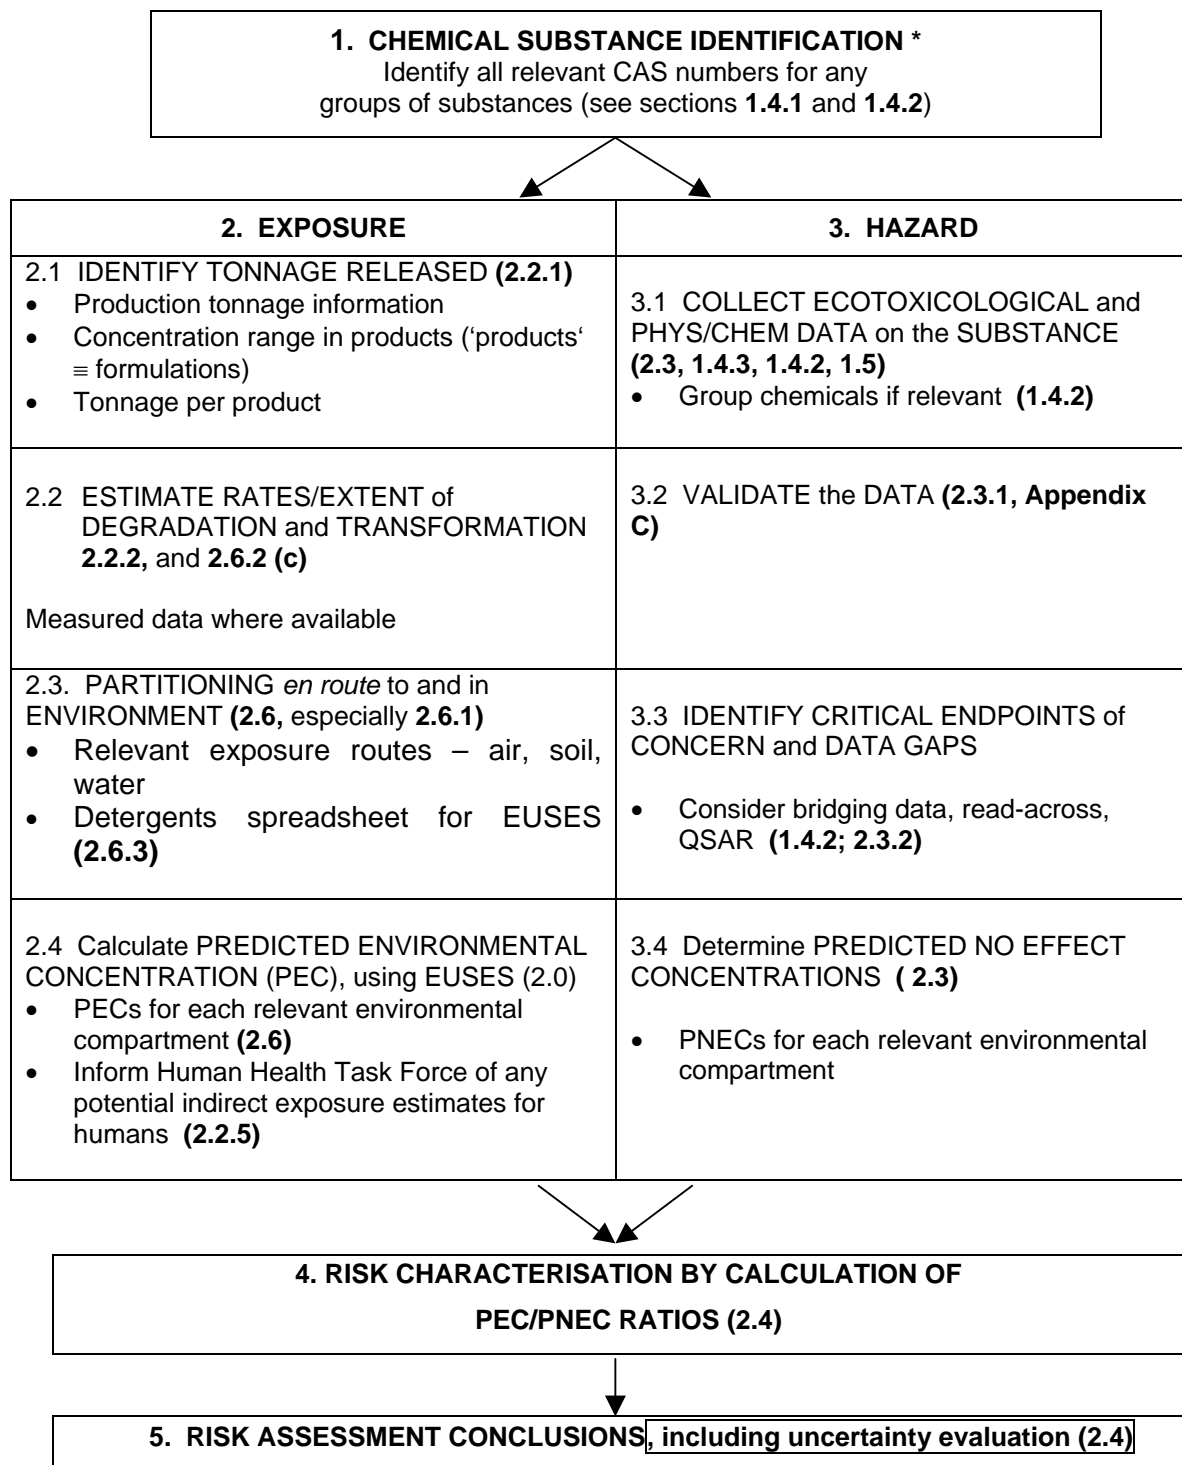 1. CHEMICAL SUBSTANCE IDENTIFICATION *
Identify all relevant CAS numbers for any
groups of substances (see sections 1.4.1 and 1.4.2)
2. EXPOSURE
2.1 IDENTIFY TONNAGE RELEASED (2.2.1)
• Production tonnage information
• Concentration range in products (‘products‘
≡ formulations)
• Tonnage per product
2.2 ESTIMATE RATES/EXTENT of
DEGRADATION and TRANSFORMATION
2.2.2, and 2.6.2 (c)
Measured data where available
2.3. PARTITIONING en route to and in
ENVIRONMENT (2.6, especially 2.6.1)
• Relevant exposure routes – air, soil,
water
• Detergents spreadsheet for EUSES
(2.6.3)
2.4 Calculate PREDICTED ENVIRONMENTAL
CONCENTRATION (PEC), using EUSES (2.0)
• PECs for each relevant environmental
compartment (2.6)
• Inform Human Health Task Force of any
potential indirect exposure estimates for
humans (2.2.5)
3. HAZARD
3.1 COLLECT ECOTOXICOLOGICAL and
PHYS/CHEM DATA on the SUBSTANCE
(2.3, 1.4.3, 1.4.2, 1.5)
• Group chemicals if relevant (1.4.2)
3.2 VALIDATE the DATA (2.3.1, Appendix
C)
3.3 IDENTIFY CRITICAL ENDPOINTS of
CONCERN and DATA GAPS
• Consider bridging data, read-across,
QSAR (1.4.2; 2.3.2)
3.4 Determine PREDICTED NO EFFECT
CONCENTRATIONS ( 2.3)
• PNECs for each relevant environmental
compartment
4. RISK CHARACTERISATION BY CALCULATION OF
PEC/PNEC RATIOS (2.4)
5. RISK ASSESSMENT CONCLUSIONS, including uncertainty evaluation (2.4)